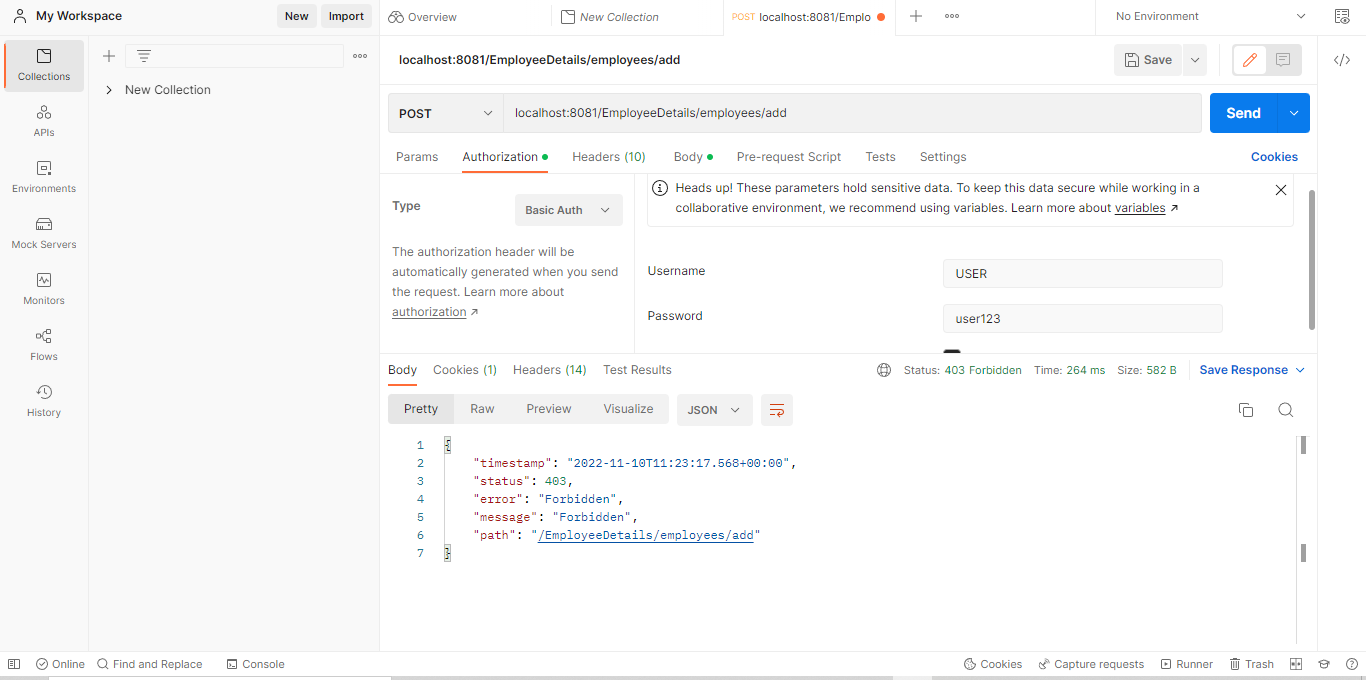 My Workspace
New
Import
Overview
New Collection
POST localhost:8081/Emplo
No Environment
Collections
APIs
Environments
Mock Servers
Monitors
Flows
History
New Collection
localhost:8081/EmployeeDetails/employees/add
Save
POST
localhost:8081/EmployeeDetails/employees/add
Send
Params
Authorization
Headers (10)
Body
Pre-request Script
Tests
Settings
Cookies
Type
Basic Auth
The authorization header will be
automatically generated when you send
the request. Learn more about
authorization ↗
Heads up! These parameters hold sensitive data. To keep this data secure while working in a
collaborative environment, we recommend using variables. Learn more about variables ↗
Username
USER
Password
user123
Body
Cookies (1)
Headers (14)
Test Results
Status: 403 Forbidden
Time: 264 ms
Size: 582 B
Save Response
Pretty
Raw
Preview
Visualize
JSON
1 {
2 "timestamp": "2022-11-10T11:23:17.568+00:00",
3 "status": 403,
4 "error": "Forbidden",
5 "message": "Forbidden",
6 "path": "/EmployeeDetails/employees/add"
7 }
Online
Find and Replace
Console
Cookies
Capture requests
Runner
Trash